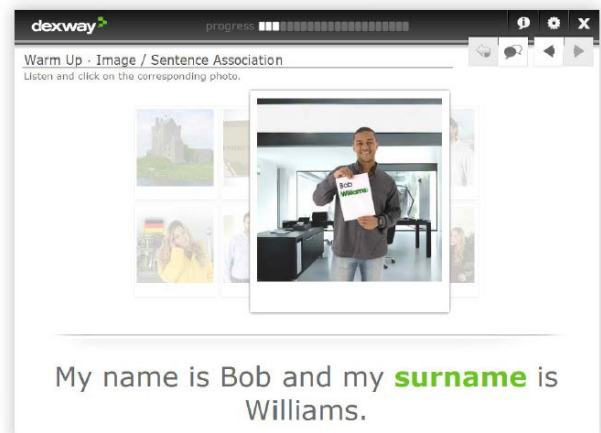 dexway
progress
Warm Up · Image / Sentence Association
Listen and click on the corresponding photo.
Bob
Williams
My name is Bob and my surname is
Williams.